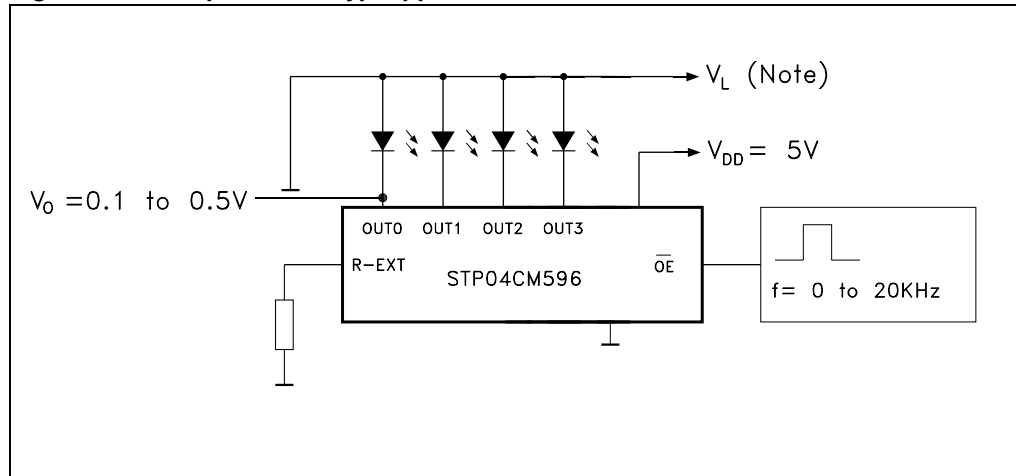 V_L (Note)
V_DD= 5V
V_O =0.1 to 0.5V
OUT0 OUT1 OUT2 OUT3
R-EXT
O̅E̅
STP04CM596
f= 0 to 20KHz